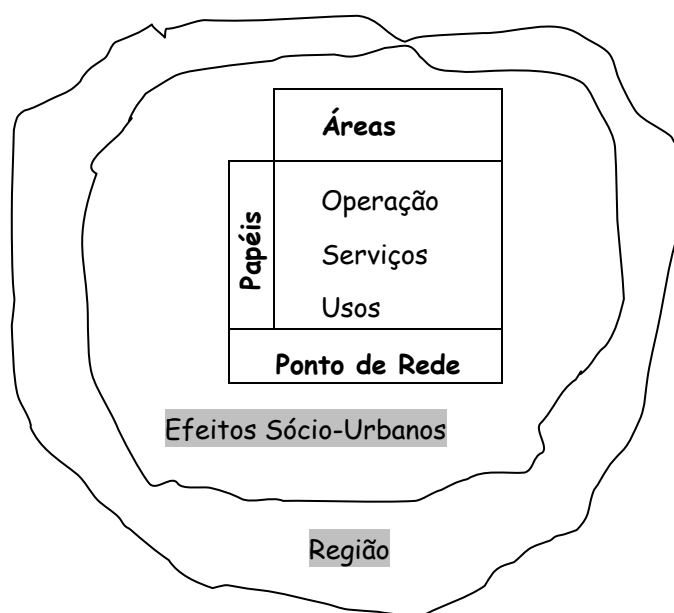 Áreas
Papéis
Operação
Serviços
Usos
Ponto de Rede
Efeitos Sócio-Urbanos
Região